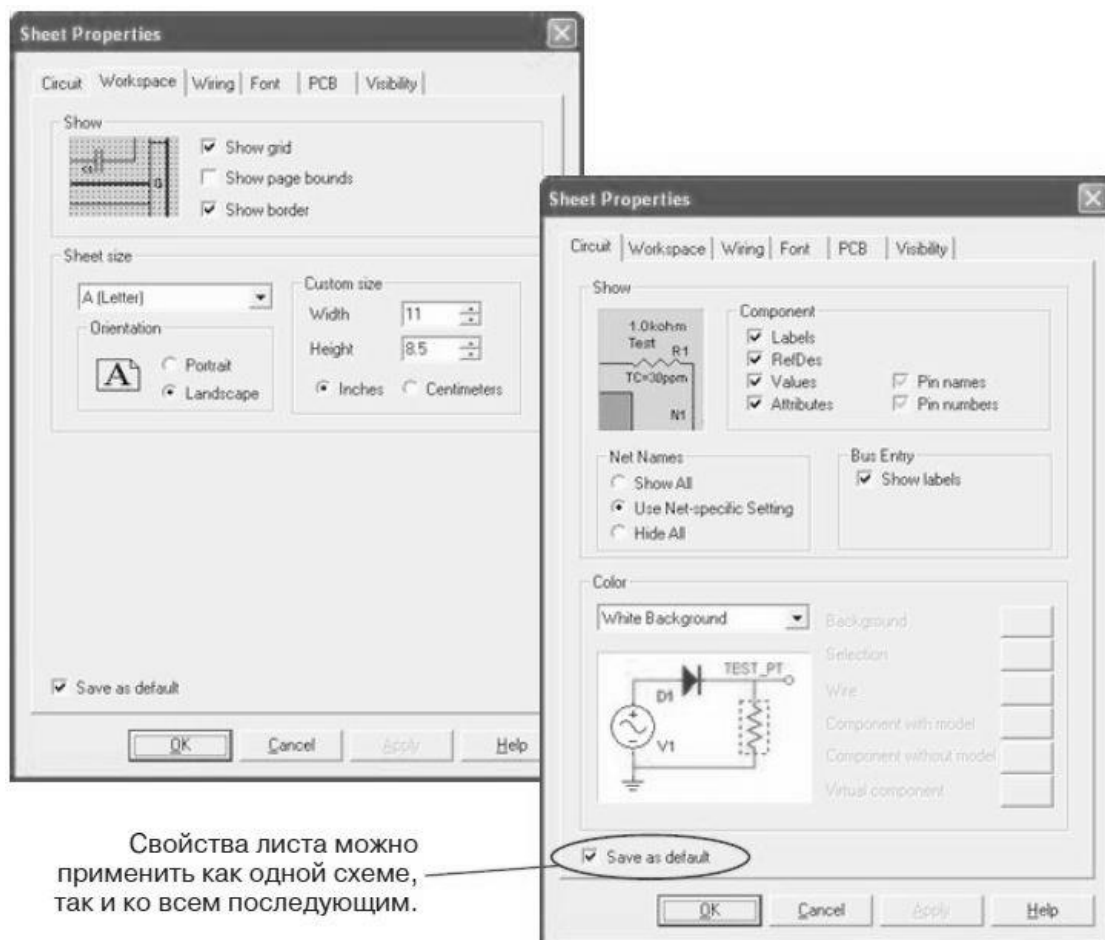 Sheet Properties
Circuit Workspace Wiring Font PCB Visibility
Show
Show grid
Show page bounds
Show border
Sheet size
A (Letter)
Orientation
A
Portrait
Landscape
Custom size
Width 11
Height 8.5
Inches Centimeters
Save as default
OK Cancel Apply Help
Sheet Properties
Circuit Workspace Wiring Font PCB Visibility
Show
1.0kohm
Test R1
TC=30ppm
N1
Component
Labels
RefDes
Values Pin names
Attributes Pin numbers
Net Names
Show All
Use Net-specific Setting
Hide All
Bus Entry
Show labels
Color
White Background
TEST_PT
D1
V1
Background
Selection
Wire
Component with model
Component without model
Virtual component
Save as default
OK Cancel Apply Help
Свойства листа можно
применить как одной схеме,
так и ко всем последующим.